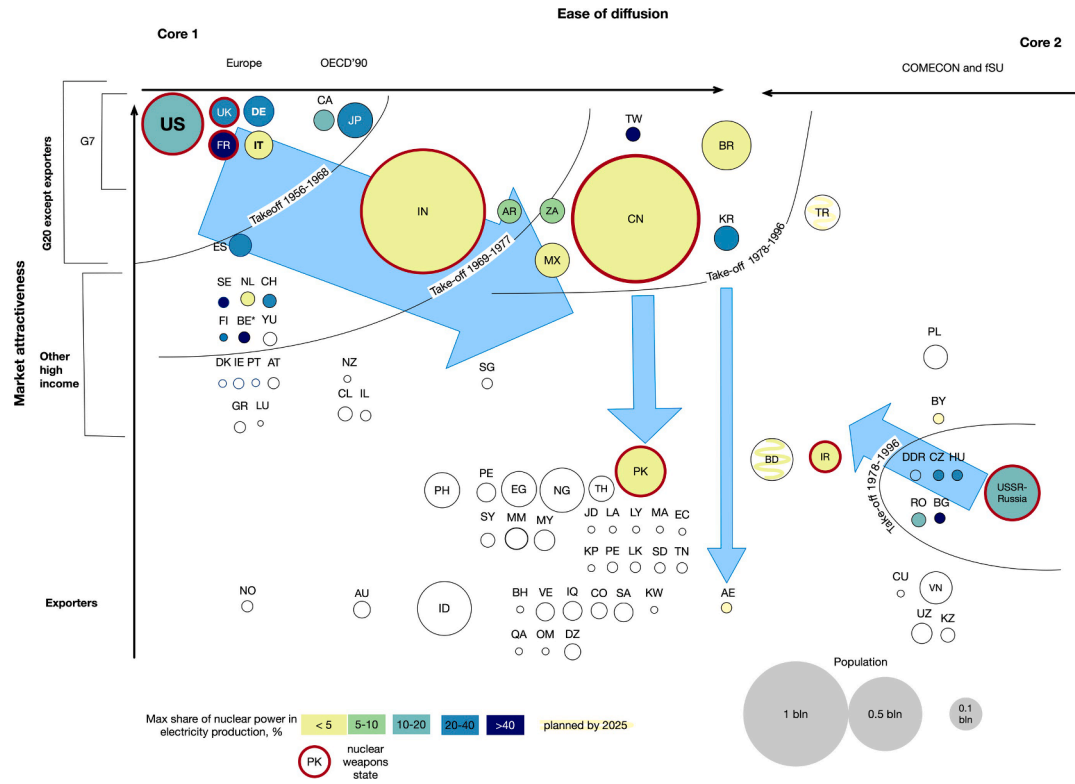 Ease of diffusion
Core 1
Core 2
Europe
OECD'90
COMECON and fSU
Market attractiveness
G20 except exporters
G7
Other
high
income
Exporters
US
UK
DE
FR
IT
CA
JP
TW
BR
Takeoff 1956-1968
IN
AR
ZA
CN
KR
TR
ES
MX
Take-off 1969-1977
Take-off 1978-1996
SE
NL
CH
FI
BE*
YU
DK
IE
PT
AT
NZ
SG
GR
LU
CL
IL
PL
BY
PK
BD
IR
Take-off 1978-1996
DDR
CZ
HU
RO
BG
USSR-
Russia
PH
PE
EG
NG
TH
SY
MM
MY
JD
LA
LY
MA
EC
KP
PE
LK
SD
TN
NO
AU
ID
BH
VE
IQ
CO
SA
KW
AE
QA
OM
DZ
CU
VN
UZ
KZ
Population
1 bln
0.5 bln
0.1
bln
Max share of nuclear power in
electricity production, %
< 5
5-10
10-20
20-40
>40
planned by 2025
PK
nuclear
weapons
state